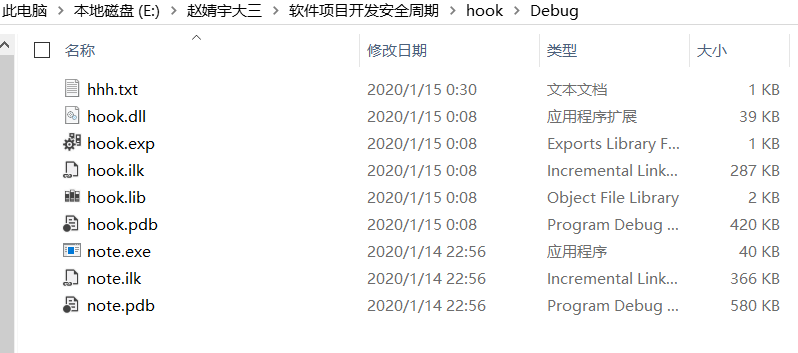 此电脑 > 本地磁盘 (E:) > 赵婧宇大三 > 软件项目开发安全周期 > hook > Debug
名称 修改日期 类型 大小
hhh.txt 2020/1/15 0:30 文本文档 1 KB
hook.dll 2020/1/15 0:08 应用程序扩展 39 KB
hook.exp 2020/1/15 0:08 Exports Library F... 1 KB
hook.ilk 2020/1/15 0:08 Incremental Link... 287 KB
hook.lib 2020/1/15 0:08 Object File Library 2 KB
hook.pdb 2020/1/15 0:08 Program Debug ... 420 KB
note.exe 2020/1/14 22:56 应用程序 40 KB
note.ilk 2020/1/14 22:56 Incremental Link... 366 KB
note.pdb 2020/1/14 22:56 Program Debug ... 580 KB